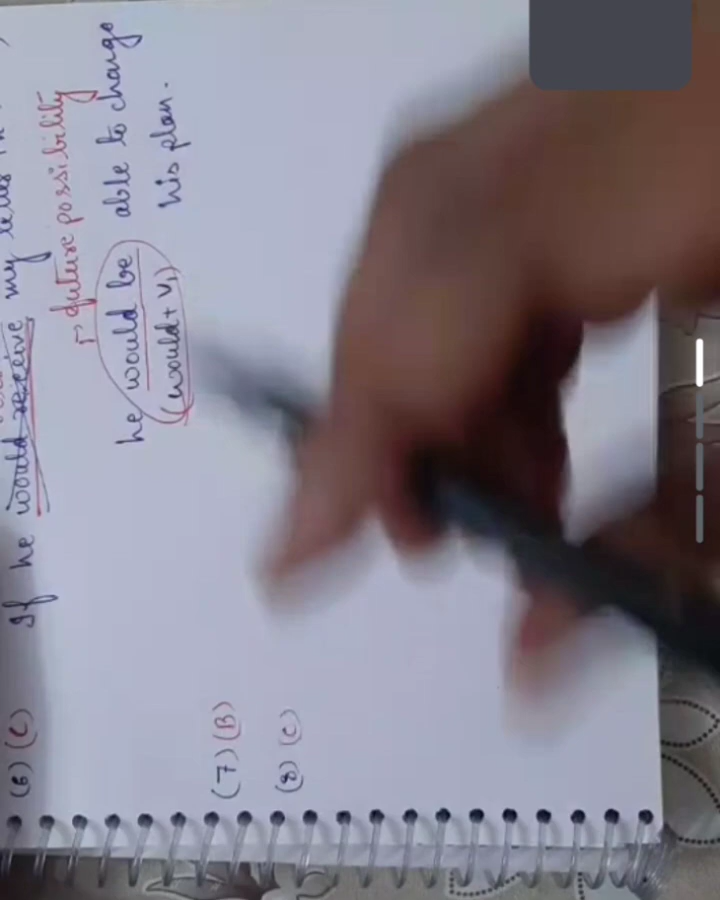 (6) (C) If he would receive my
→ future possibility
he would be able to change
(would + V₁) his plan.
(7) (B)
(8) (C)